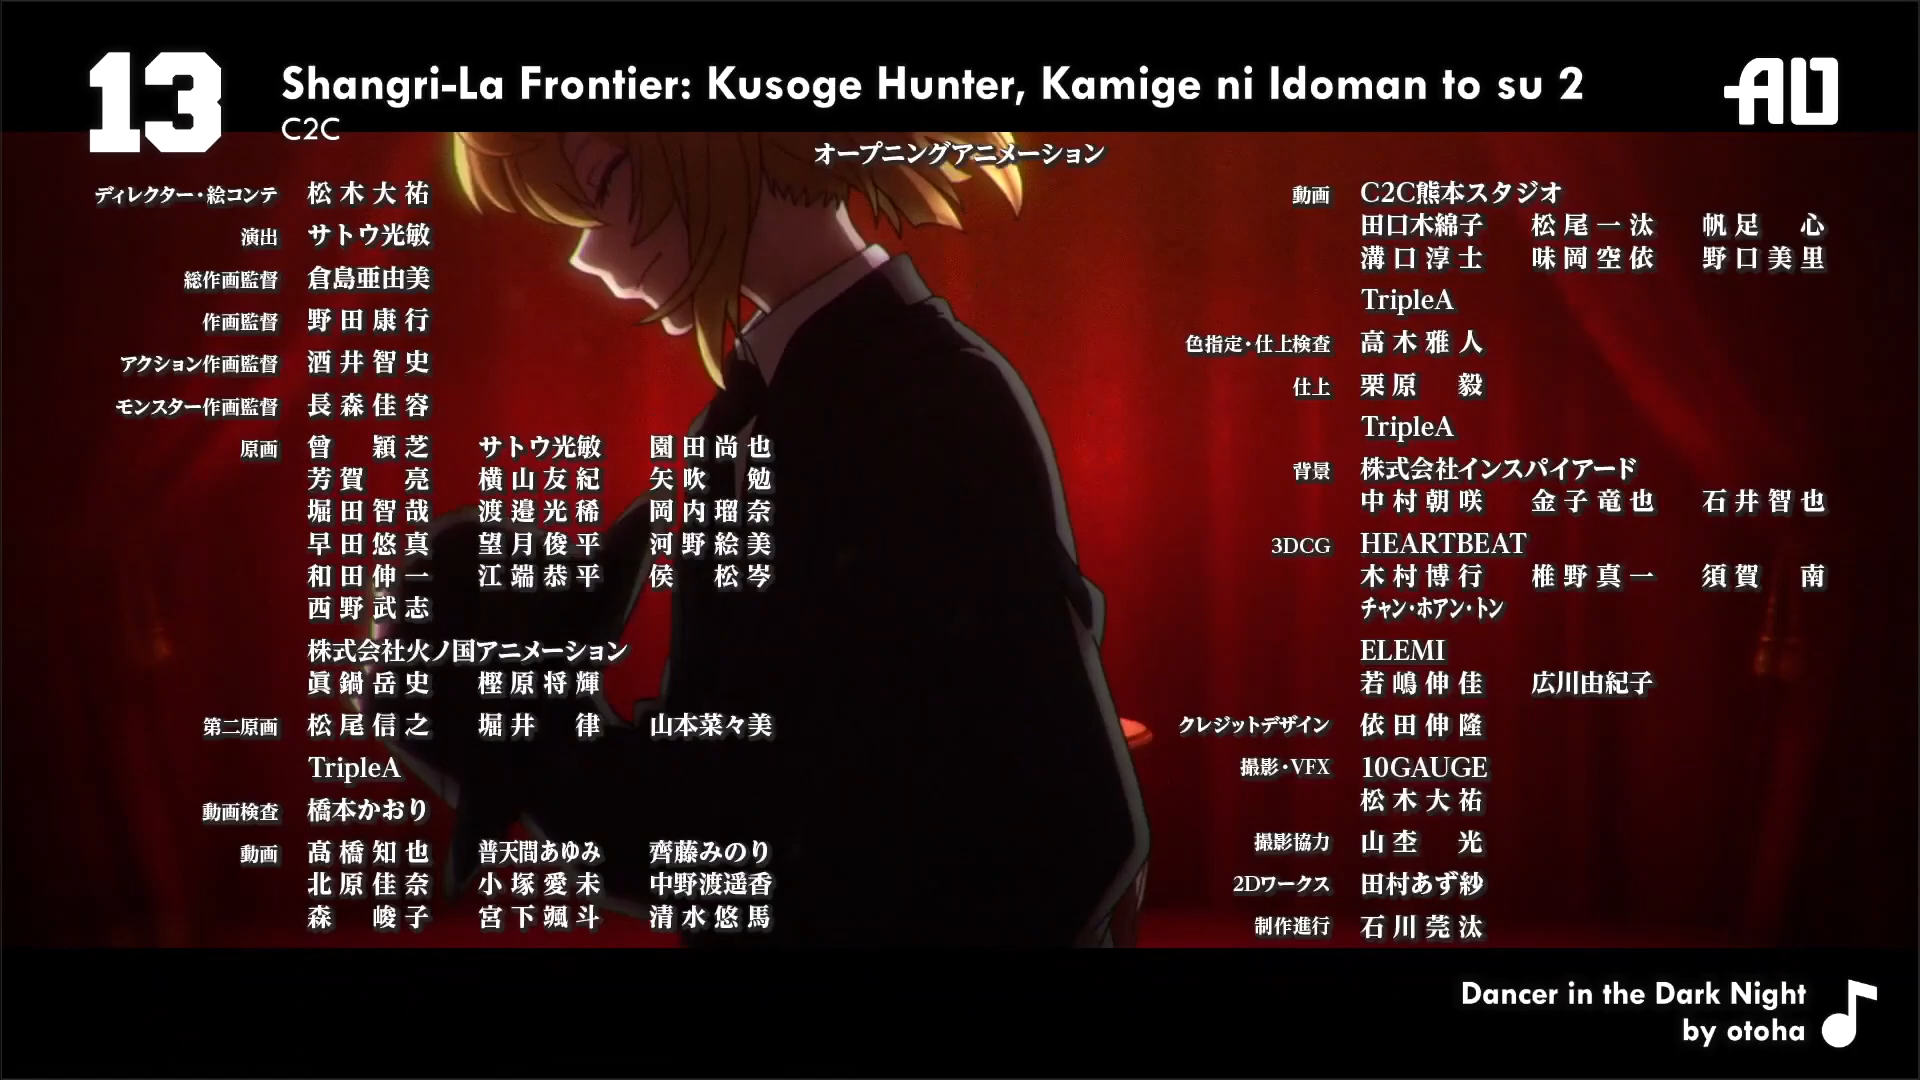 13
Shangri-La Frontier: Kusoge Hunter, Kamige ni Idoman to su 2
C2C
AU
オープニングアニメーション
ディレクター・絵コンテ 松木大祐
演出 サトウ光敏
総作画監督 倉島亜由美
作画監督 野田康行
アクション作画監督 酒井智史
モンスター作画監督 長森佳容
原画 曾 穎芝 サトウ光敏 園田尚也
芳賀 亮 横山友紀 矢吹 勉
堀田智哉 渡邉光稀 岡内瑠奈
早田悠真 望月俊平 河野絵美
和田伸一 江端恭平 侯 松岑
西野武志
株式会社火ノ国アニメーション
眞鍋岳史 樫原将輝
第二原画 松尾信之 堀井 律 山本菜々美
TripleA
動画検査 橋本かおり
動画 髙橋知也 普天間あゆみ 齊藤みのり
北原佳奈 小塚愛未 中野渡遥香
森 峻子 宮下颯斗 清水悠馬
動画 C2C熊本スタジオ
田口木綿子 松尾一汰 帆足 心
溝口淳士 味岡空依 野口美里
TripleA
色指定・仕上検査 高木雅人
仕上 栗原 毅
TripleA
背景 株式会社インスパイアード
中村朝咲 金子竜也 石井智也
3DCG HEARTBEAT
木村博行 椎野真一 須賀 南
チャン・ホアン・トン
ELEMI
若嶋伸佳 広川由紀子
クレジットデザイン 依田伸隆
撮影・VFX 10GAUGE
松木大祐
撮影協力 山杢 光
2Dワークス 田村あず紗
制作進行 石川莞汰
Dancer in the Dark Night
by otoha